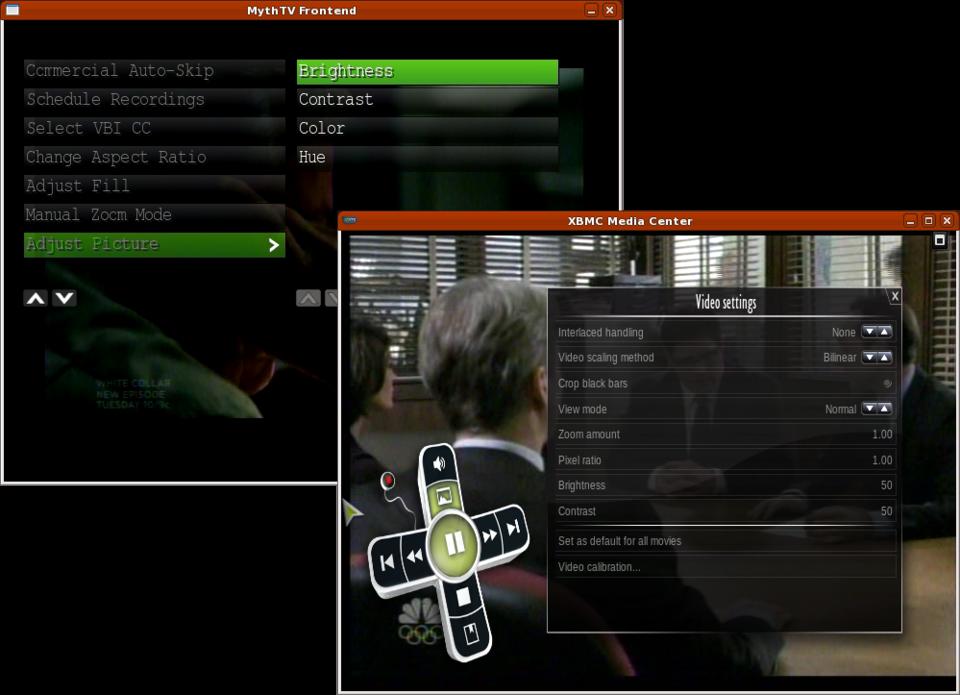 MythTV Frontend
Commercial Auto-Skip
Schedule Recordings
Select VBI CC
Change Aspect Ratio
Adjust Fill
Manual Zoom Mode
Adjust Picture
Brightness
Contrast
Color
Hue
WHITE COLLAR
NEW EPISODE
TUESDAY 10/9c
XBMC Media Center
Video settings
Interlaced handling None
Video scaling method Bilinear
Crop black bars
View mode Normal
Zoom amount 1.00
Pixel ratio 1.00
Brightness 50
Contrast 50
Set as default for all movies
Video calibration...